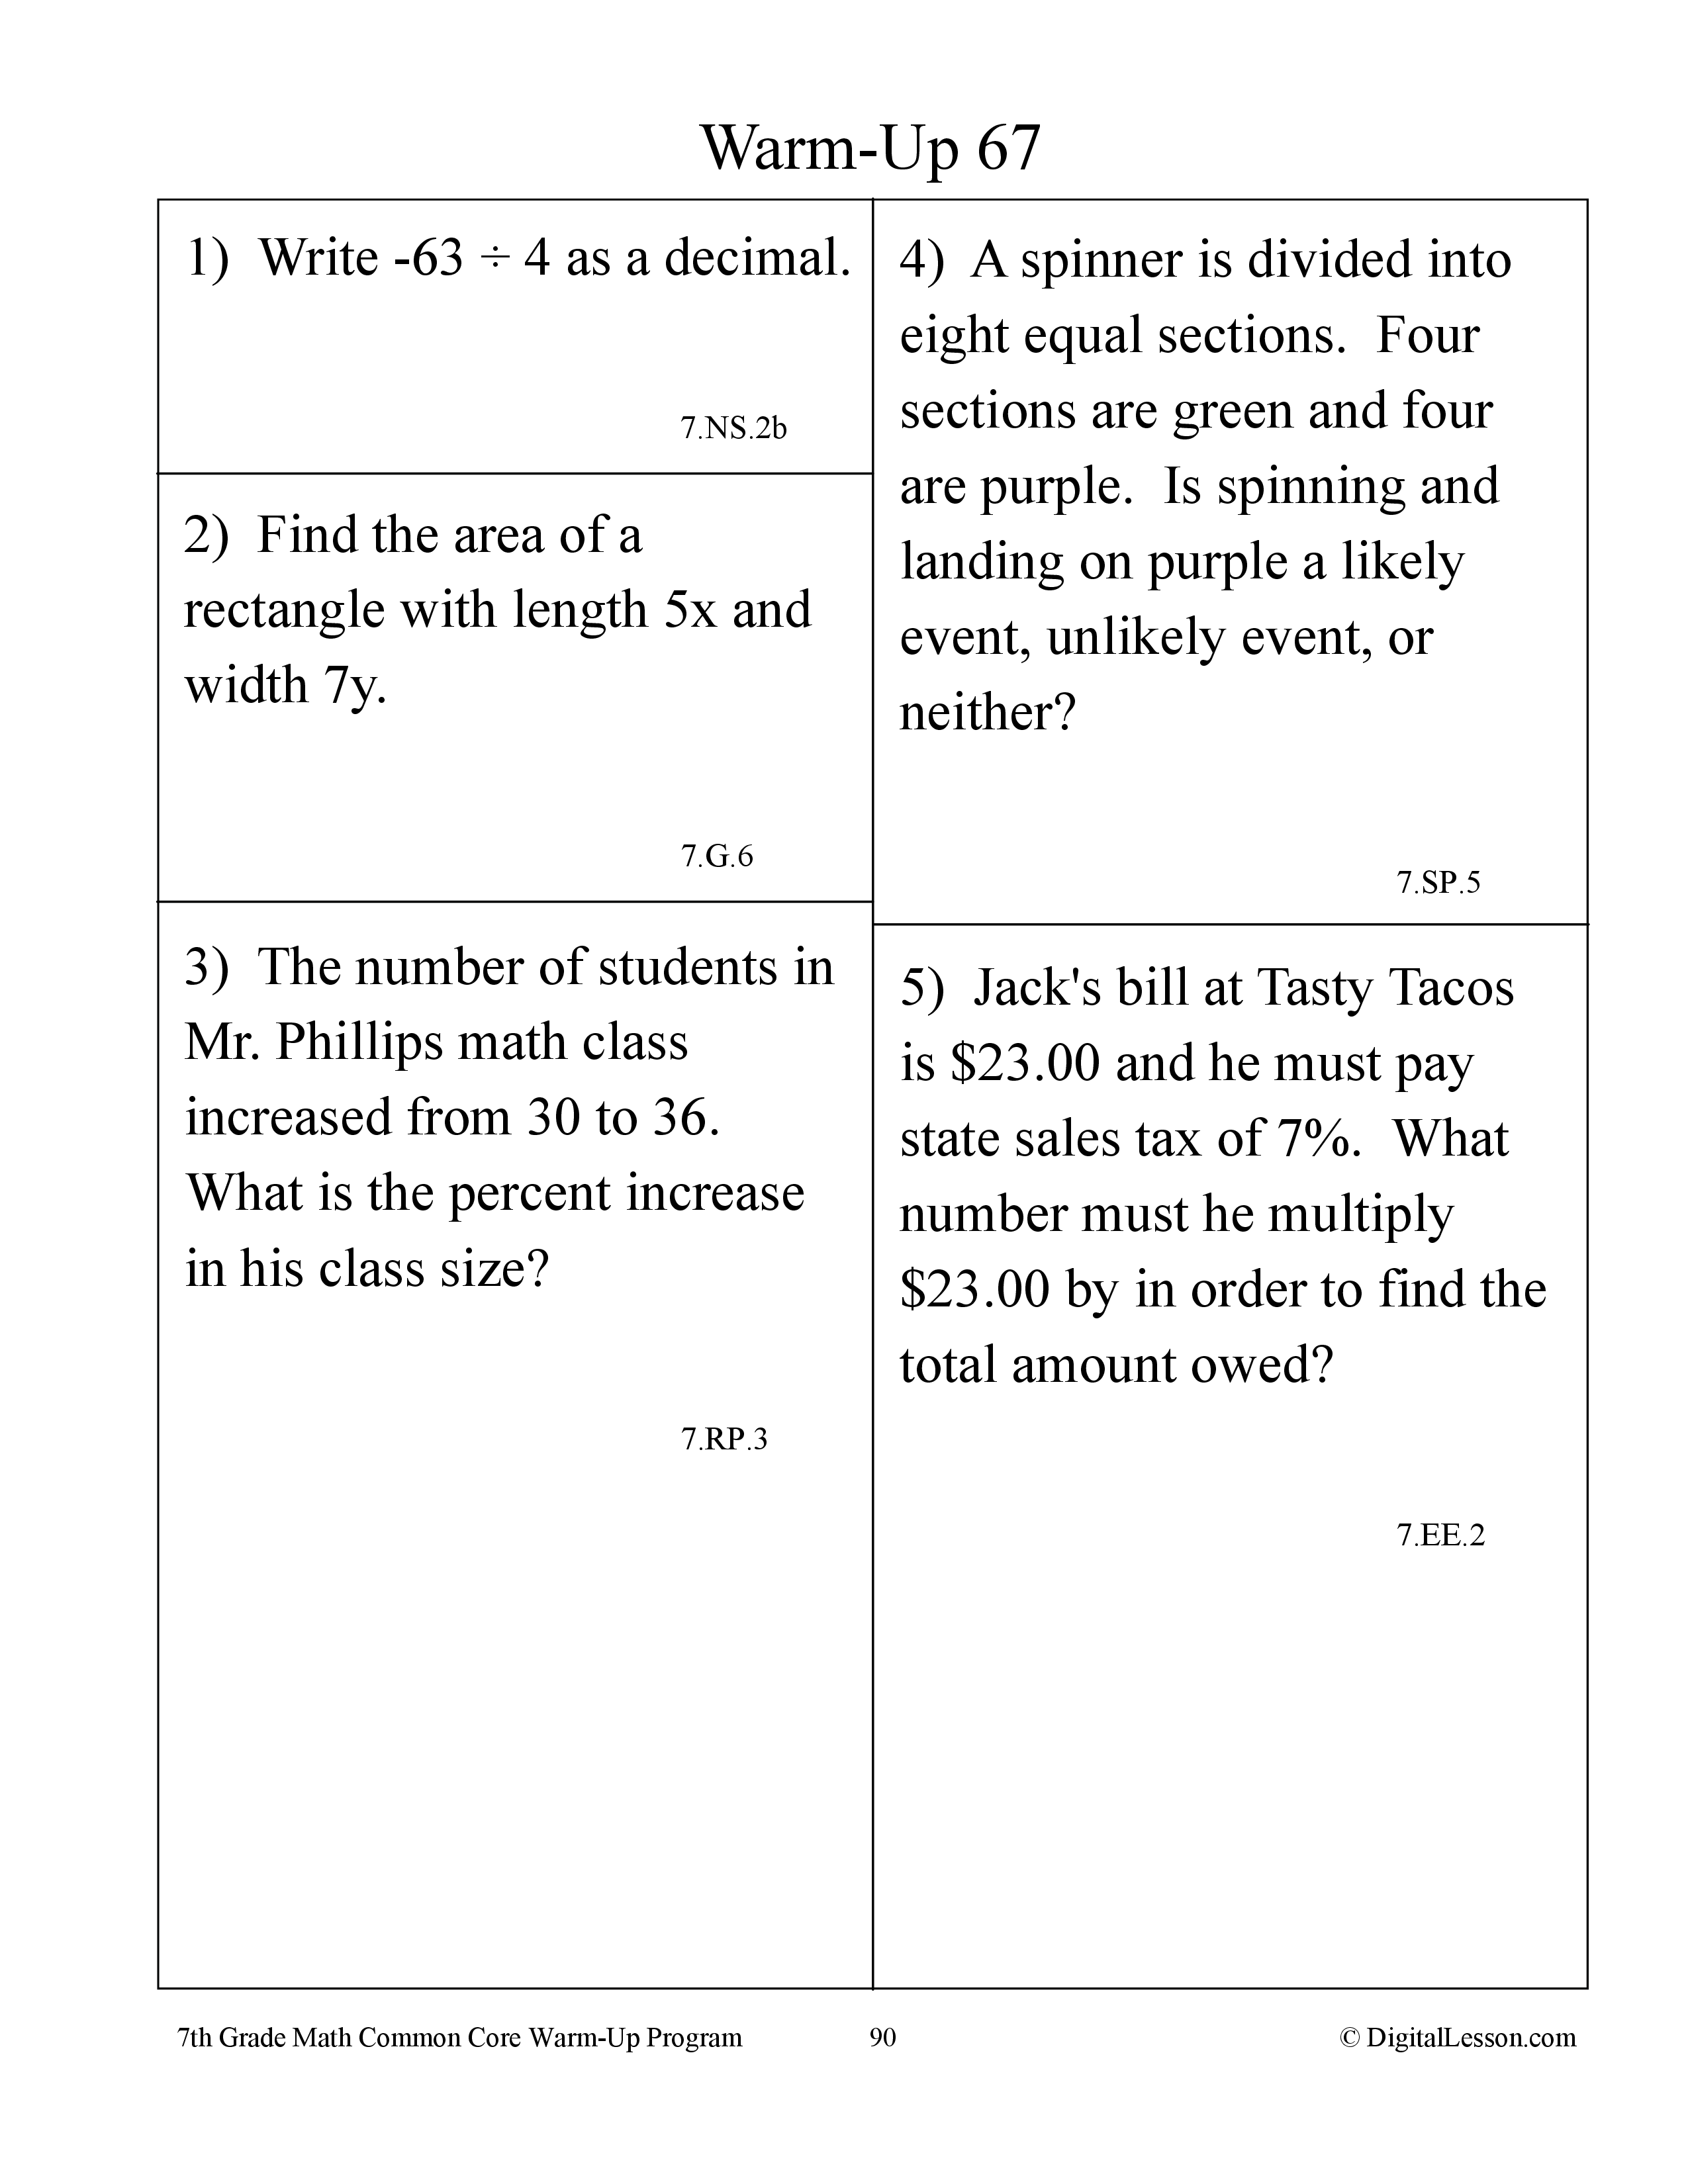 Warm-Up 67
1)  Write -63 ÷ 4 as a decimal.
7.NS.2b
2)  Find the area of a
rectangle with length 5x and
width 7y.
7.G.6
3)  The number of students in
Mr. Phillips math class
increased from 30 to 36.
What is the percent increase
in his class size?
7.RP.3
4)  A spinner is divided into
eight equal sections.  Four
sections are green and four
are purple.  Is spinning and
landing on purple a likely
event, unlikely event, or
neither?
7.SP.5
5)  Jack's bill at Tasty Tacos
is $23.00 and he must pay
state sales tax of 7%.  What
number must he multiply
$23.00 by in order to find the
total amount owed?
7.EE.2
7th Grade Math Common Core Warm-Up Program
90
© DigitalLesson.com